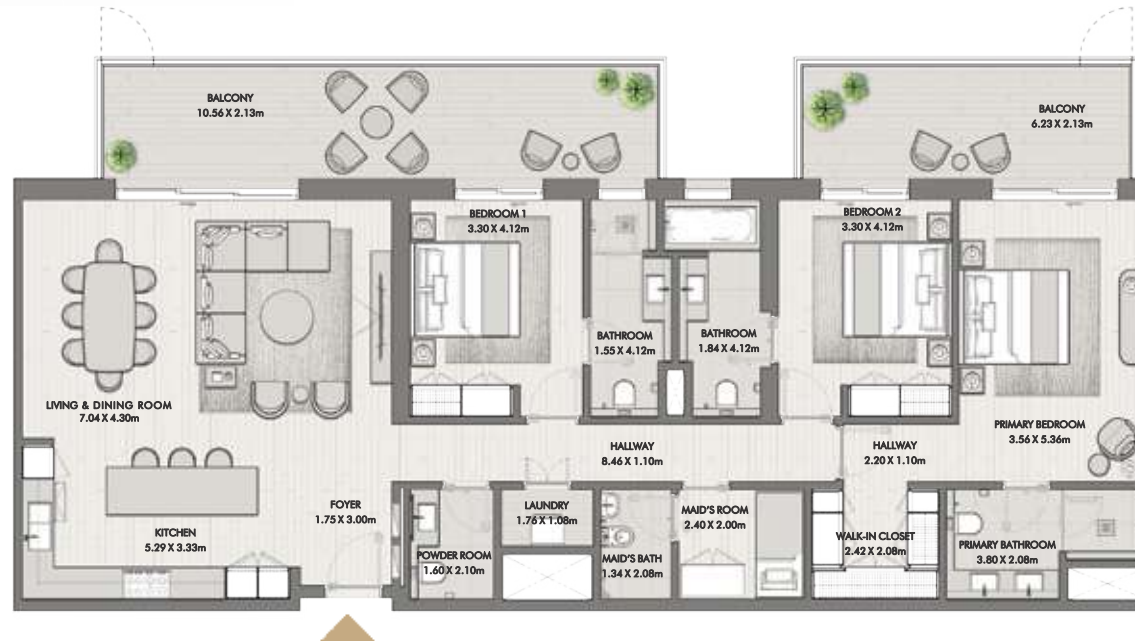 BALCONY
10.56 X 2.13m
BALCONY
6.23 X 2.13m
BEDROOM 1
3.30 X 4.12m
BEDROOM 2
3.30 X 4.12m
BATHROOM
1.55 X 4.12m
BATHROOM
1.84 X 4.12m
LIVING & DINING ROOM
7.04 X 4.30m
PRIMARY BEDROOM
3.56 X 5.36m
HALLWAY
8.46 X 1.10m
HALLWAY
2.20 X 1.10m
FOYER
1.75 X 3.00m
LAUNDRY
1.76 X 1.08m
MAID'S ROOM
2.40 X 2.00m
KITCHEN
5.29 X 3.33m
POWDER ROOM
1.60 X 2.10m
MAID'S BATH
1.34 X 2.08m
WALK-IN CLOSET
2.42 X 2.08m
PRIMARY BATHROOM
3.80 X 2.08m